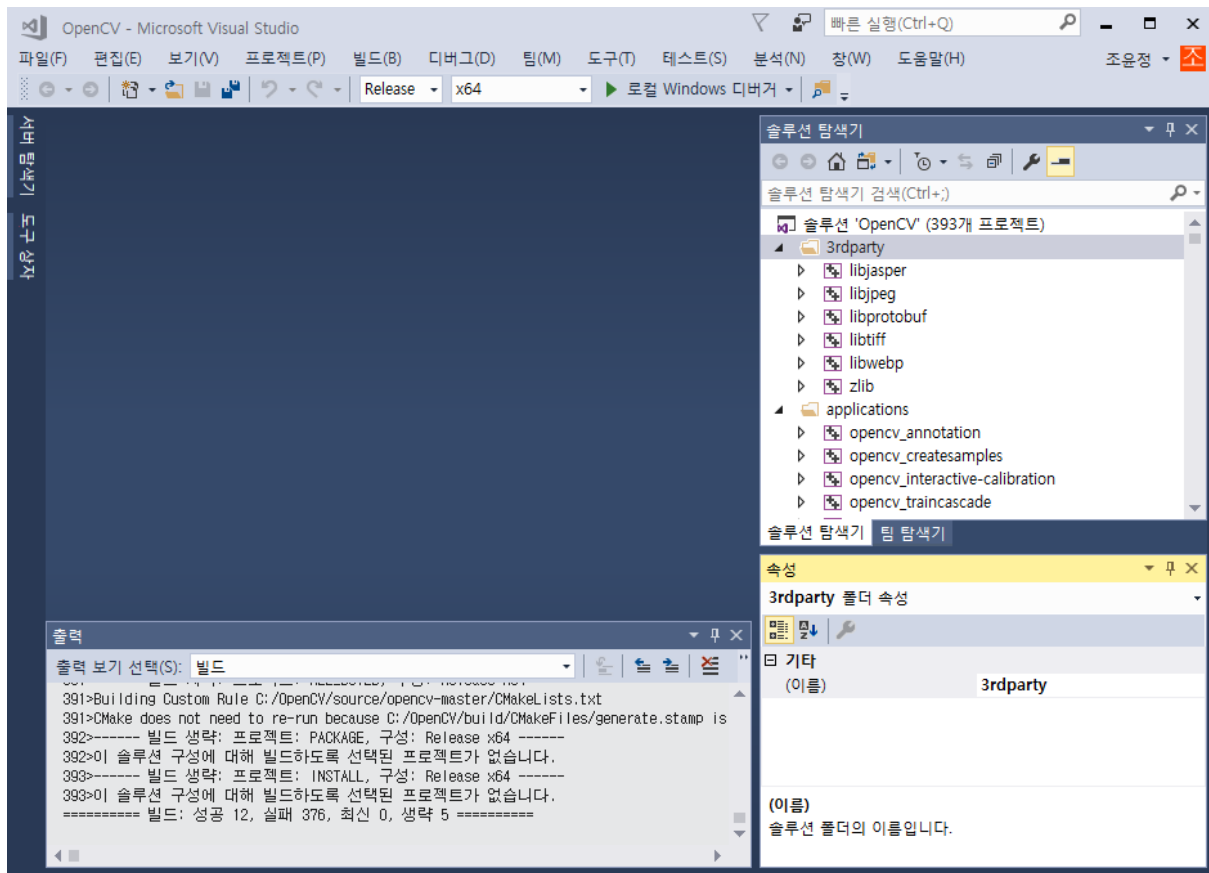 OpenCV - Microsoft Visual Studio
빠른 실행(Ctrl+Q)
파일(F) 편집(E) 보기(V) 프로젝트(P) 빌드(B) 디버그(D) 팀(M) 도구(T) 테스트(S) 분석(N) 창(W) 도움말(H) 조윤정 조
Release x64 로컬 Windows 디버거
서버 탐색기
도구 상자
솔루션 탐색기
솔루션 탐색기 검색(Ctrl+;)
솔루션 'OpenCV' (393개 프로젝트)
3rdparty
libjasper
libjpeg
libprotobuf
libtiff
libwebp
zlib
applications
opencv_annotation
opencv_createsamples
opencv_interactive-calibration
opencv_traincascade
솔루션 탐색기 팀 탐색기
속성
3rdparty 폴더 속성
기타
(이름) 3rdparty
(이름)
솔루션 폴더의 이름입니다.
출력
출력 보기 선택(S): 빌드
391>Building Custom Rule C:/OpenCV/source/opencv-master/CMakeLists.txt
391>CMake does not need to re-run because C:/OpenCV/build/CMakeFiles/generate.stamp is
392>------ 빌드 생략: 프로젝트: PACKAGE, 구성: Release x64 ------
392>이 솔루션 구성에 대해 빌드하도록 선택된 프로젝트가 없습니다.
393>------ 빌드 생략: 프로젝트: INSTALL, 구성: Release x64 ------
393>이 솔루션 구성에 대해 빌드하도록 선택된 프로젝트가 없습니다.
========== 빌드: 성공 12, 실패 376, 최신 0, 생략 5 ==========